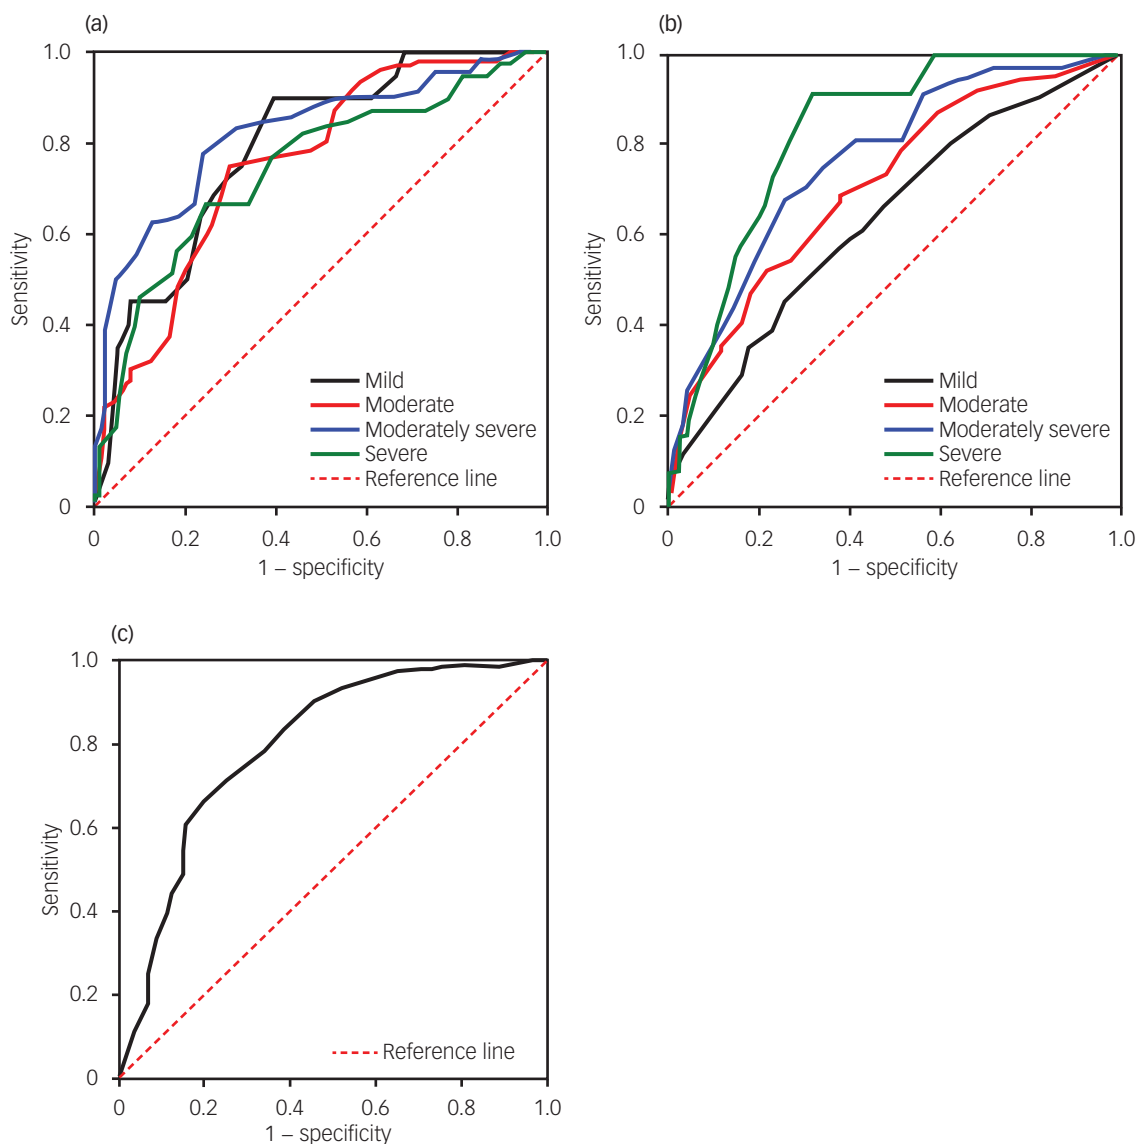 (a)
1.0
0.8
0.6
0.4
0.2
0
Sensitivity
Mild
Moderate
Moderately severe
Severe
Reference line
0 0.2 0.4 0.6 0.8 1.0
1 – specificity
(b)
1.0
0.8
0.6
0.4
0.2
0
Sensitivity
Mild
Moderate
Moderately severe
Severe
Reference line
0 0.2 0.4 0.6 0.8 1.0
1 – specificity
(c)
1.0
0.8
0.6
0.4
0.2
0
Sensitivity
Reference line
0 0.2 0.4 0.6 0.8 1.0
1 – specificity